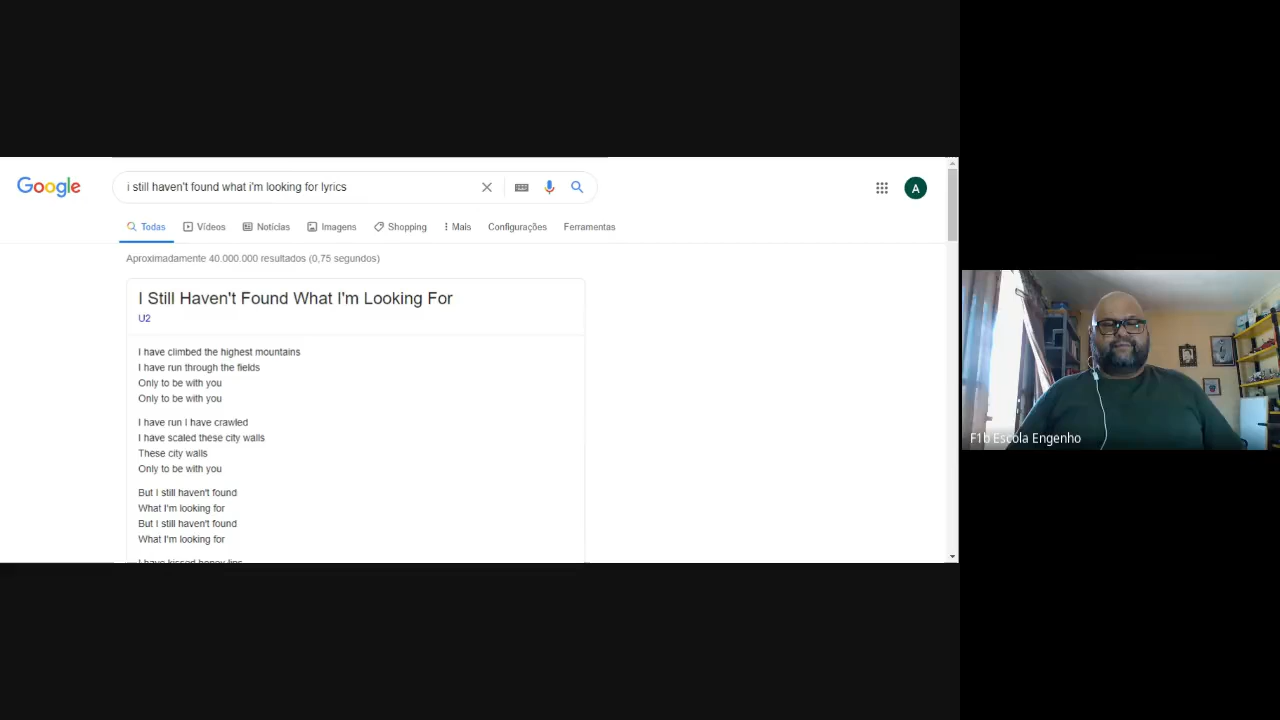 Google
i still haven't found what i'm looking for lyrics
A
Todas Vídeos Notícias Imagens Shopping Mais Configurações Ferramentas
Aproximadamente 40.000.000 resultados (0,75 segundos)
I Still Haven't Found What I'm Looking For
U2
I have climbed the highest mountains
I have run through the fields
Only to be with you
Only to be with you
I have run I have crawled
I have scaled these city walls
These city walls
Only to be with you
But I still haven't found
What I'm looking for
But I still haven't found
What I'm looking for
I have kissed honey lips
F1b Escola Engenho